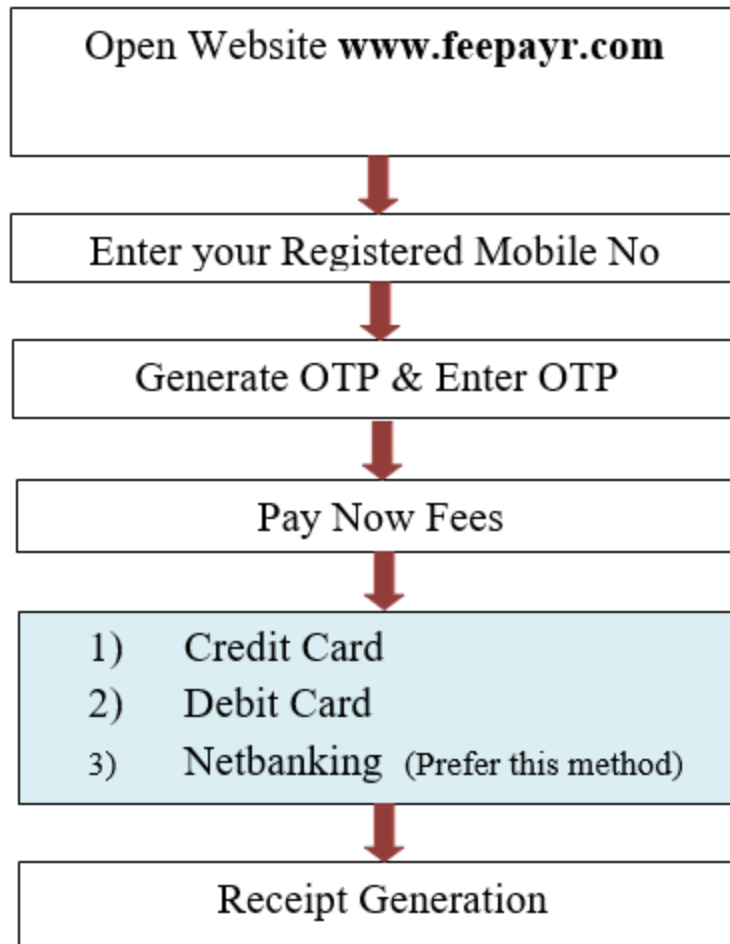 Open Website www.feepayr.com
Enter your Registered Mobile No
Generate OTP & Enter OTP
Pay Now Fees
1) Credit Card
2) Debit Card
3) Netbanking (Prefer this method)
Receipt Generation